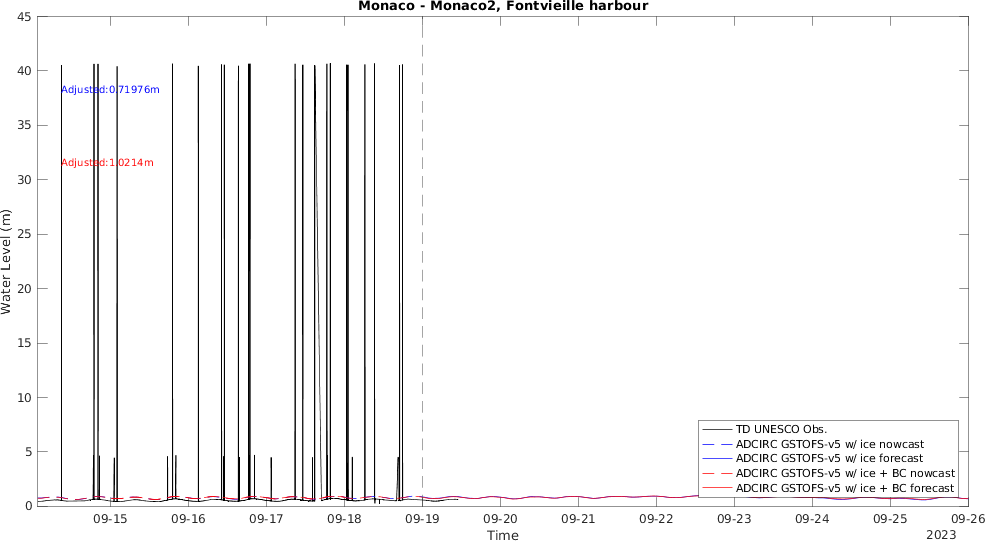 Monaco - Monaco2, Fontvieille harbour
45
40
35
30
25
20
15
10
5
0
Water Level (m)
Adjusted:0.71976m
Adjusted:1.0214m
TD UNESCO Obs.
ADCIRC GSTOFS-v5 w/ ice nowcast
ADCIRC GSTOFS-v5 w/ ice forecast
ADCIRC GSTOFS-v5 w/ ice + BC nowcast
ADCIRC GSTOFS-v5 w/ ice + BC forecast
09-15 09-16 09-17 09-18 09-19 09-20 09-21 09-22 09-23 09-24 09-25 09-26
Time
2023